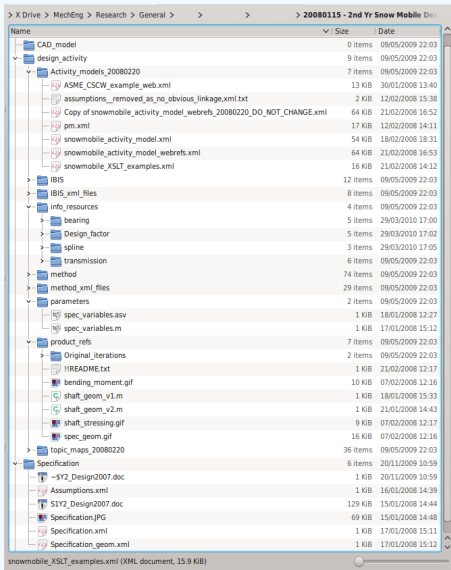 > X Drive > MechEng > Research > General > > > > 20080115 - 2nd Yr Snow Mobile Des
Name Size Date
CAD_model 0 items 09/05/2009 22:03
design_activity 9 items 09/05/2009 22:03
Activity_models_20080220 7 items 09/05/2009 22:03
ASME_CSCW_example_web.xml 13 KiB 30/01/2008 13:40
assumptions__removed_as_no_obvious_linkage,xml.txt 2 KiB 12/02/2008 15:38
Copy of snowmobile_activity_model_webrefs_20080220_DO_NOT_CHANGE.xml 64 KiB 21/02/2008 16:52
pm.xml 17 KiB 12/02/2008 14:11
snowmobile_activity_model.xml 54 KiB 18/02/2008 18:31
snowmobile_activity_model_webrefs.xml 64 KiB 21/02/2008 16:53
snowmobile_XSLT_examples.xml 16 KiB 21/02/2008 14:12
IBIS 12 items 09/05/2009 22:03
IBIS_xml_files 8 items 09/05/2009 22:03
info_resources 4 items 09/05/2009 22:03
bearing 5 items 29/03/2010 17:00
Design_factor 5 items 29/03/2010 17:02
spline 3 items 29/03/2010 17:05
transmission 6 items 09/05/2009 22:03
method 74 items 09/05/2009 22:03
method_xml_files 29 items 09/05/2009 22:03
parameters 2 items 09/05/2009 22:03
spec_variables.asv 1 KiB 18/01/2008 12:27
spec_variables.m 1 KiB 17/01/2008 15:12
product_refs 7 items 09/05/2009 22:03
Original_iterations 2 items 09/05/2009 22:03
!!README.txt 1 KiB 21/02/2008 12:17
bending_moment.gif 10 KiB 07/02/2008 12:16
shaft_geom_v1.m 1 KiB 18/01/2008 15:33
shaft_geom_v2.m 1 KiB 21/01/2008 14:43
shaft_stressing.gif 9 KiB 07/02/2008 12:17
spec_geom.gif 16 KiB 07/02/2008 12:16
topic_maps_20080220 36 items 09/05/2009 22:03
Specification 6 items 20/11/2009 10:59
~$Y2_Design2007.doc 1 KiB 20/11/2009 10:59
Assumptions.xml 1 KiB 16/01/2008 14:39
S1Y2_Design2007.doc 129 KiB 15/01/2008 14:44
Specification.JPG 69 KiB 15/01/2008 14:48
Specification.xml 1 KiB 17/01/2008 15:12
Specification_geom.xml 1 KiB 17/01/2008 15:12
snowmobile_XSLT_examples.xml (XML document, 15.9 KiB)